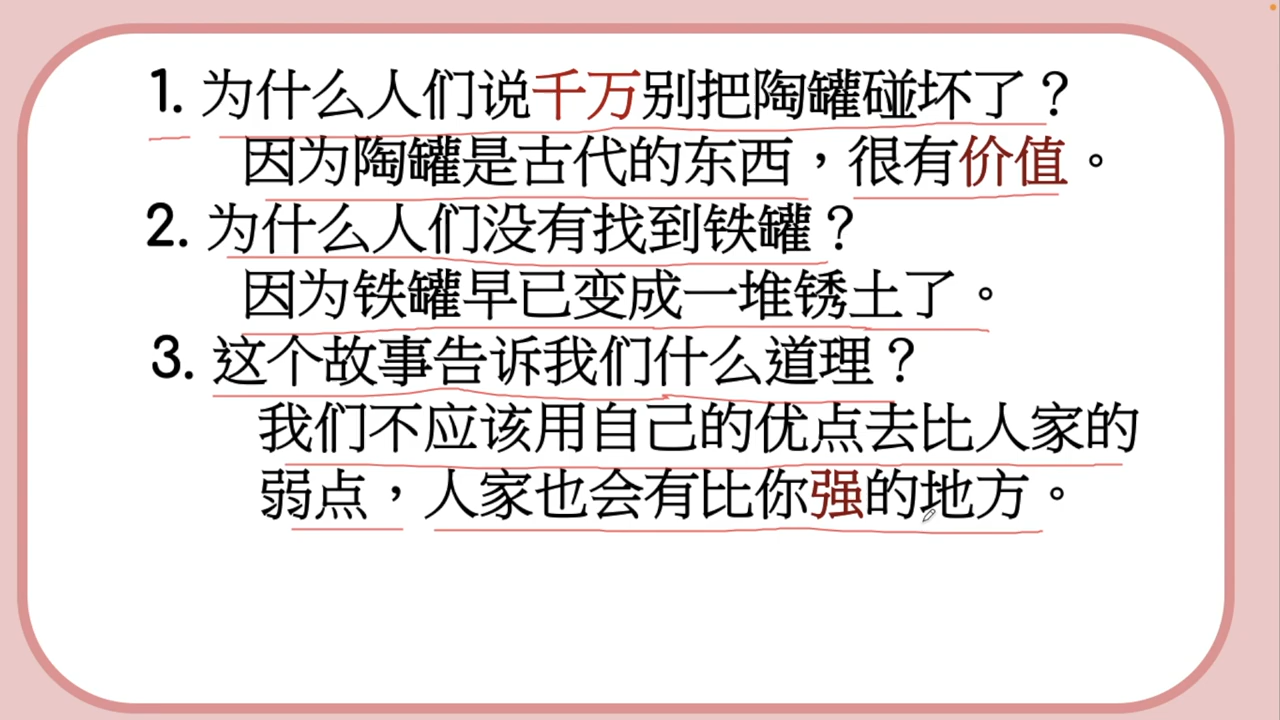 1. 为什么人们说千万别把陶罐碰坏了？
因为陶罐是古代的东西，很有价值。
2. 为什么人们没有找到铁罐？
因为铁罐早已变成一堆锈土了。
3. 这个故事告诉我们什么道理？
我们不应该用自己的优点去比人家的
弱点，人家也会有比你强的地方。